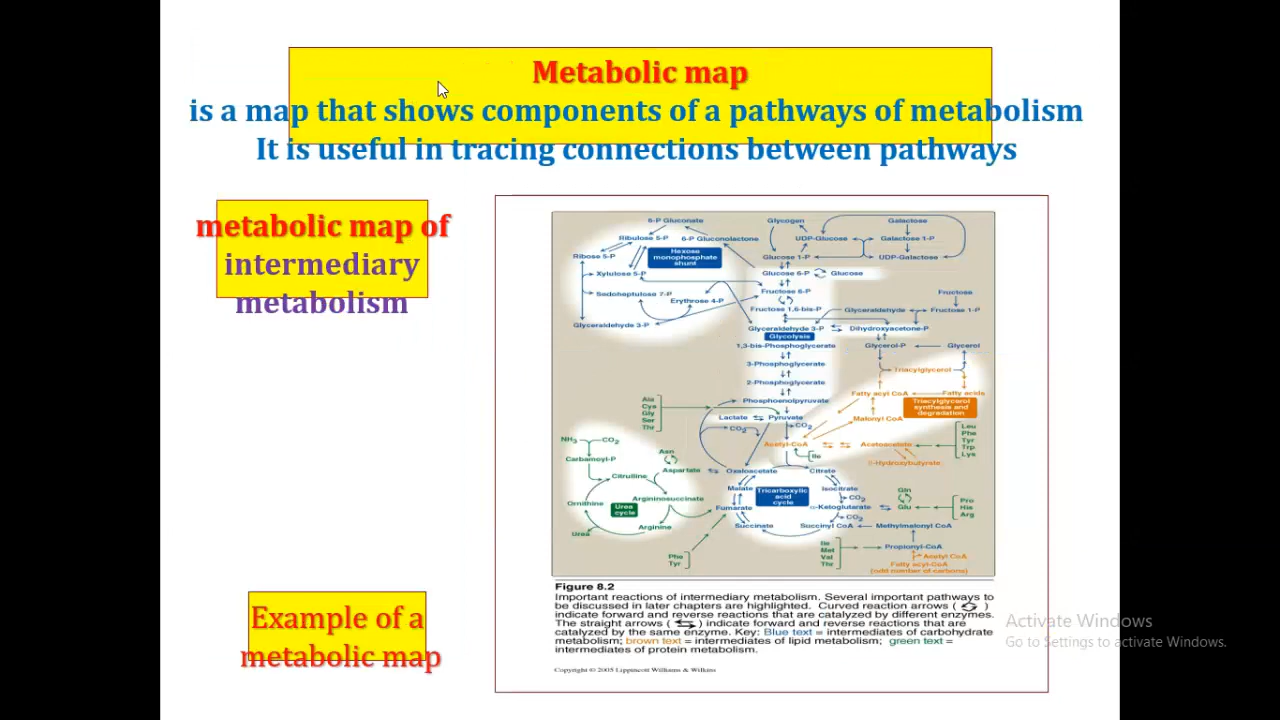 Metabolic map
is a map that shows components of a pathways of metabolism
It is useful in tracing connections between pathways
metabolic map of
intermediary
metabolism
Example of a
metabolic map
6-P Gluconate
Ribulose 5-P
6-P Gluconolactone
Ribose 5-P
Hexose
monophosphate
shunt
Xylulose 5-P
Sedoheptulose 7-P
Erythrose 4-P
Glyceraldehyde 3-P
Glycogen
UDP-Glucose
Glucose 1-P
Glucose 6-P
Glucose
Galactose
Galactose 1-P
UDP-Galactose
Fructose 6-P
Fructose 1,6-bis-P
Fructose
Glyceraldehyde
Fructose 1-P
Glyceraldehyde 3-P
Dihydroxyacetone-P
Glycolysis
1,3-bis-Phosphoglycerate
Glycerol-P
Glycerol
3-Phosphoglycerate
Triacylglycerol
2-Phosphoglycerate
Fatty acyl CoA
Fatty acids
Phosphoenolpyruvate
Triacylglycerol
synthesis and
degradation
Ala
Cys
Gly
Ser
Thr
Lactate
Pyruvate
CO2
CO2
Malonyl CoA
Acetyl-CoA
Acetoacetate
Leu
Phe
Tyr
Trp
Lys
Ile
β-Hydroxybutyrate
NH3
CO2
Carbamoyl-P
Asn
Aspartate
Citrulline
Argininosuccinate
Ornithine
Urea
cycle
Arginine
Urea
Phe
Tyr
Oxaloacetate
Citrate
Malate
Isocitrate
Tricarboxylic
acid
cycle
CO2
Fumarate
α-Ketoglutarate
CO2
Succinate
Succinyl CoA
Gln
Glu
Pro
His
Arg
Methylmalonyl CoA
Ile
Met
Val
Thr
Propionyl-CoA
Acetyl CoA
Fatty acyl-CoA
(odd number of carbons)
Figure 8.2
Important reactions of intermediary metabolism. Several important pathways to
be discussed in later chapters are highlighted. Curved reaction arrows ( )
indicate forward and reverse reactions that are catalyzed by different enzymes.
The straight arrows ( ) indicate forward and reverse reactions that are
catalyzed by the same enzyme. Key: Blue text = intermediates of carbohydrate
metabolism; brown text = intermediates of lipid metabolism; green text =
intermediates of protein metabolism.
Copyright © 2005 Lippincott Williams & Wilkins
Activate Windows
Go to Settings to activate Windows.